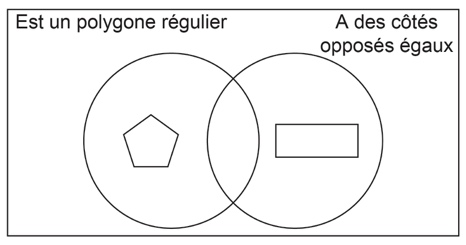 Est un polygone régulier
A des côtés
opposés égaux